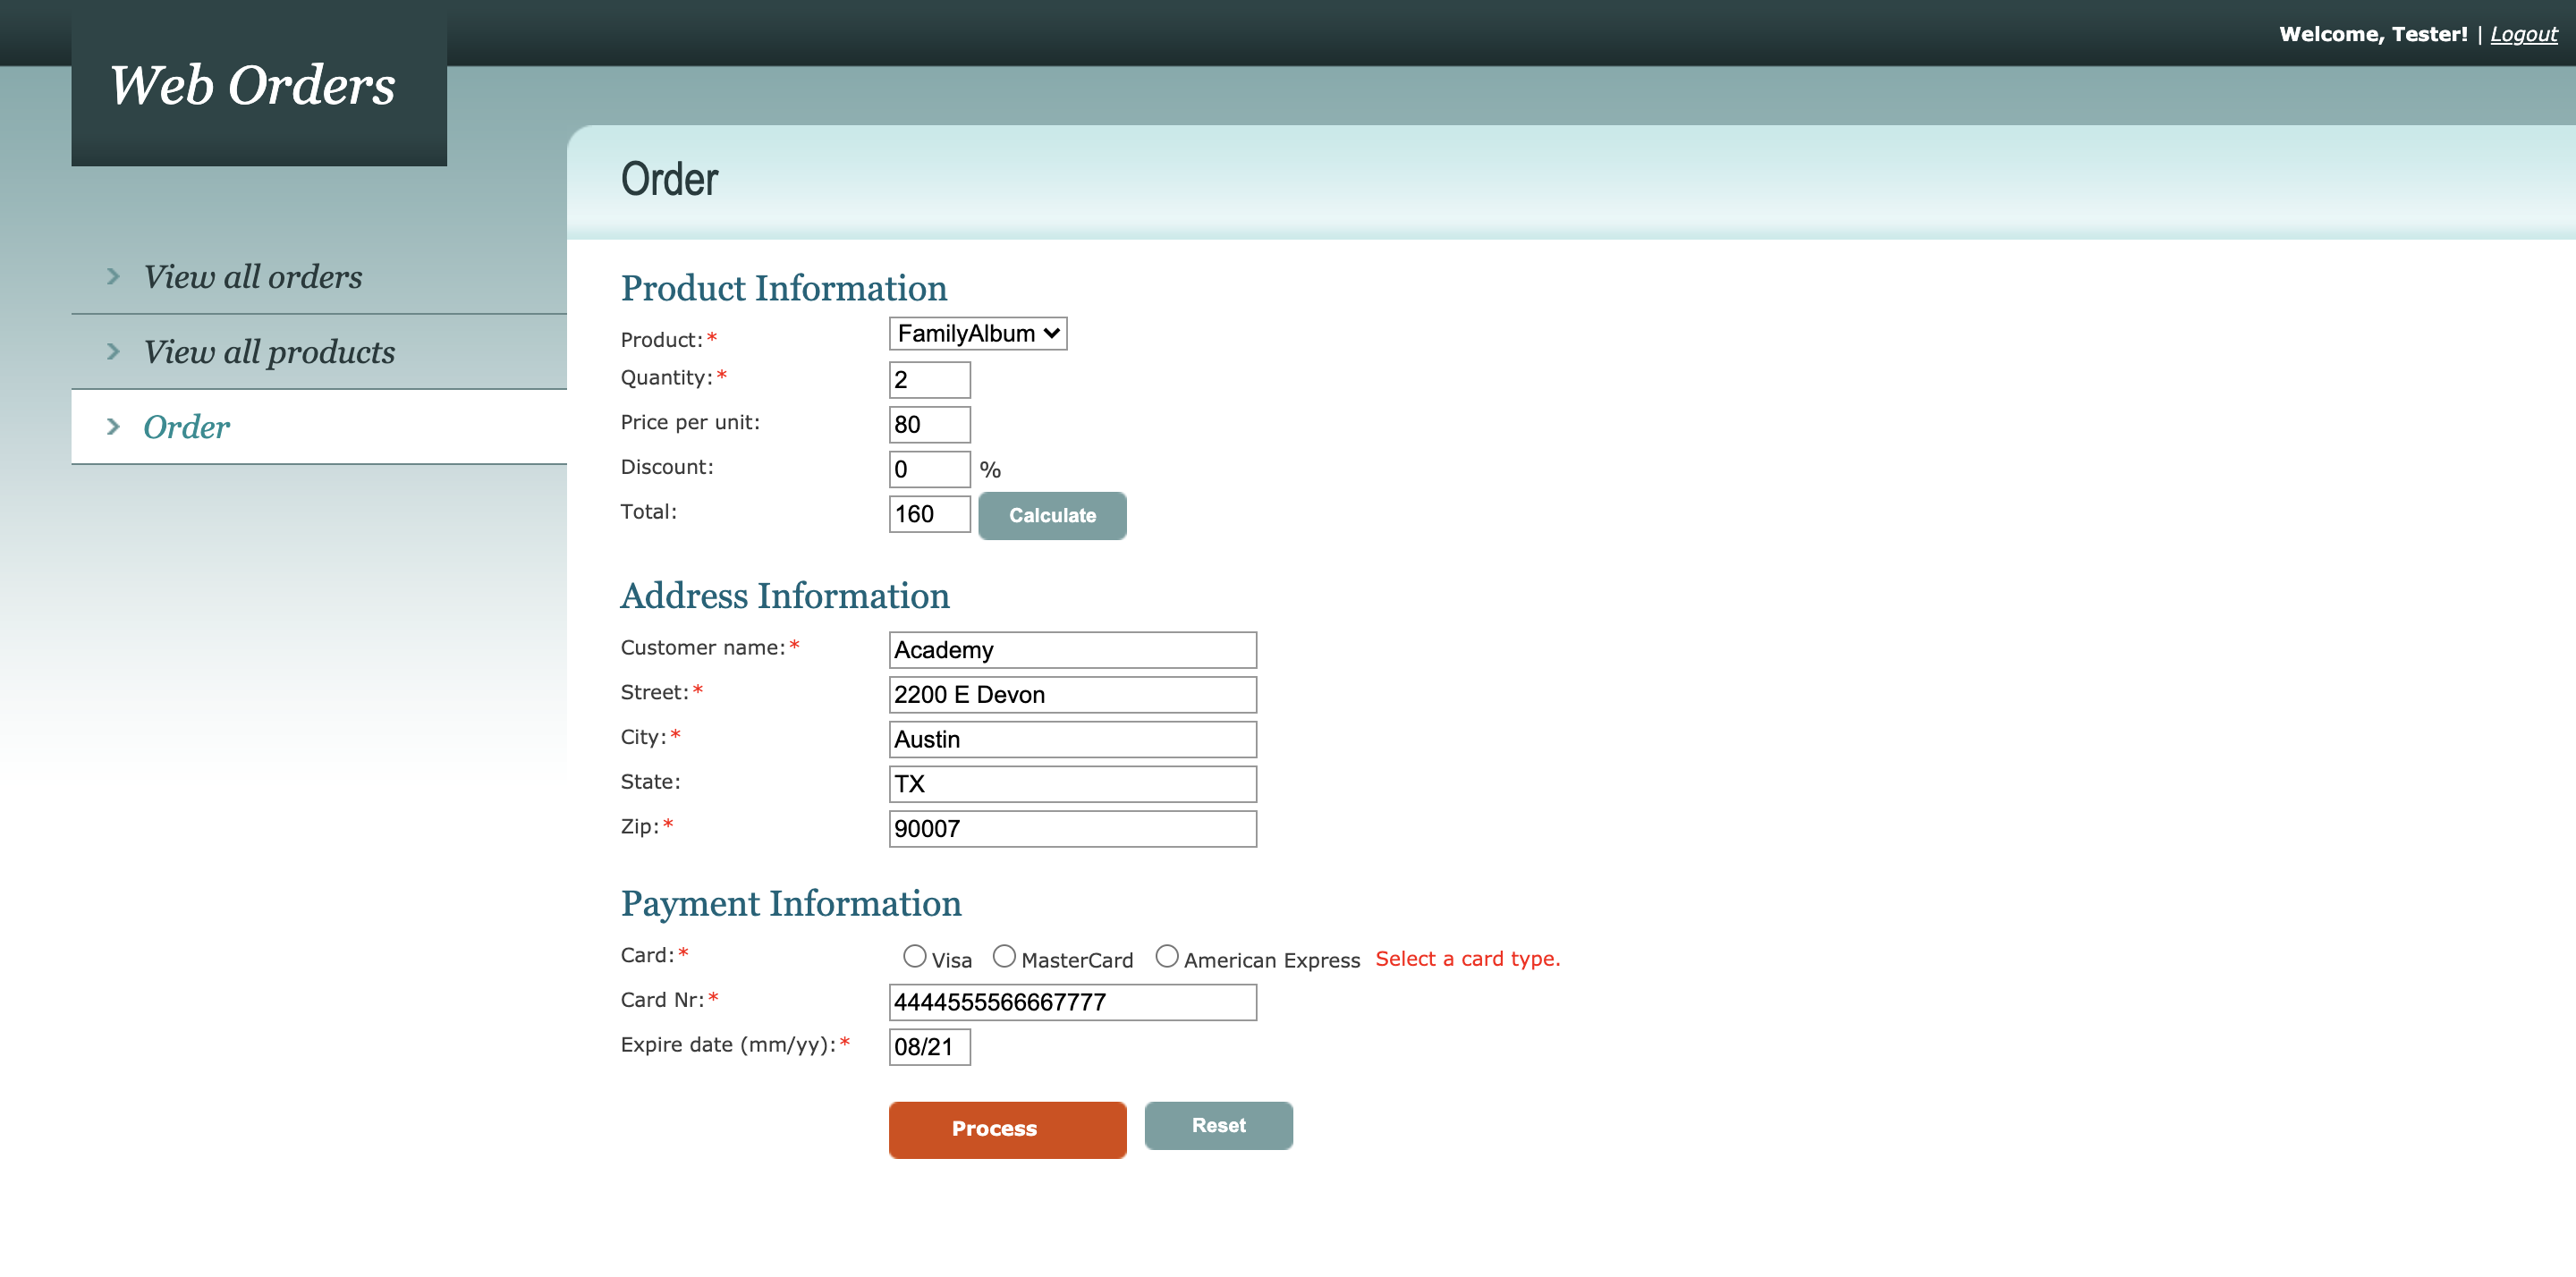 Welcome, Tester! | Logout
Web Orders
View all orders
View all products
Order
Order
Product Information
Product:* FamilyAlbum
Quantity:* 2
Price per unit: 80
Discount: 0 %
Total: 160 Calculate
Address Information
Customer name:* Academy
Street:* 2200 E Devon
City:* Austin
State: TX
Zip:* 90007
Payment Information
Card:* Visa MasterCard American Express Select a card type.
Card Nr:* 4444555566667777
Expire date (mm/yy):* 08/21
Process Reset